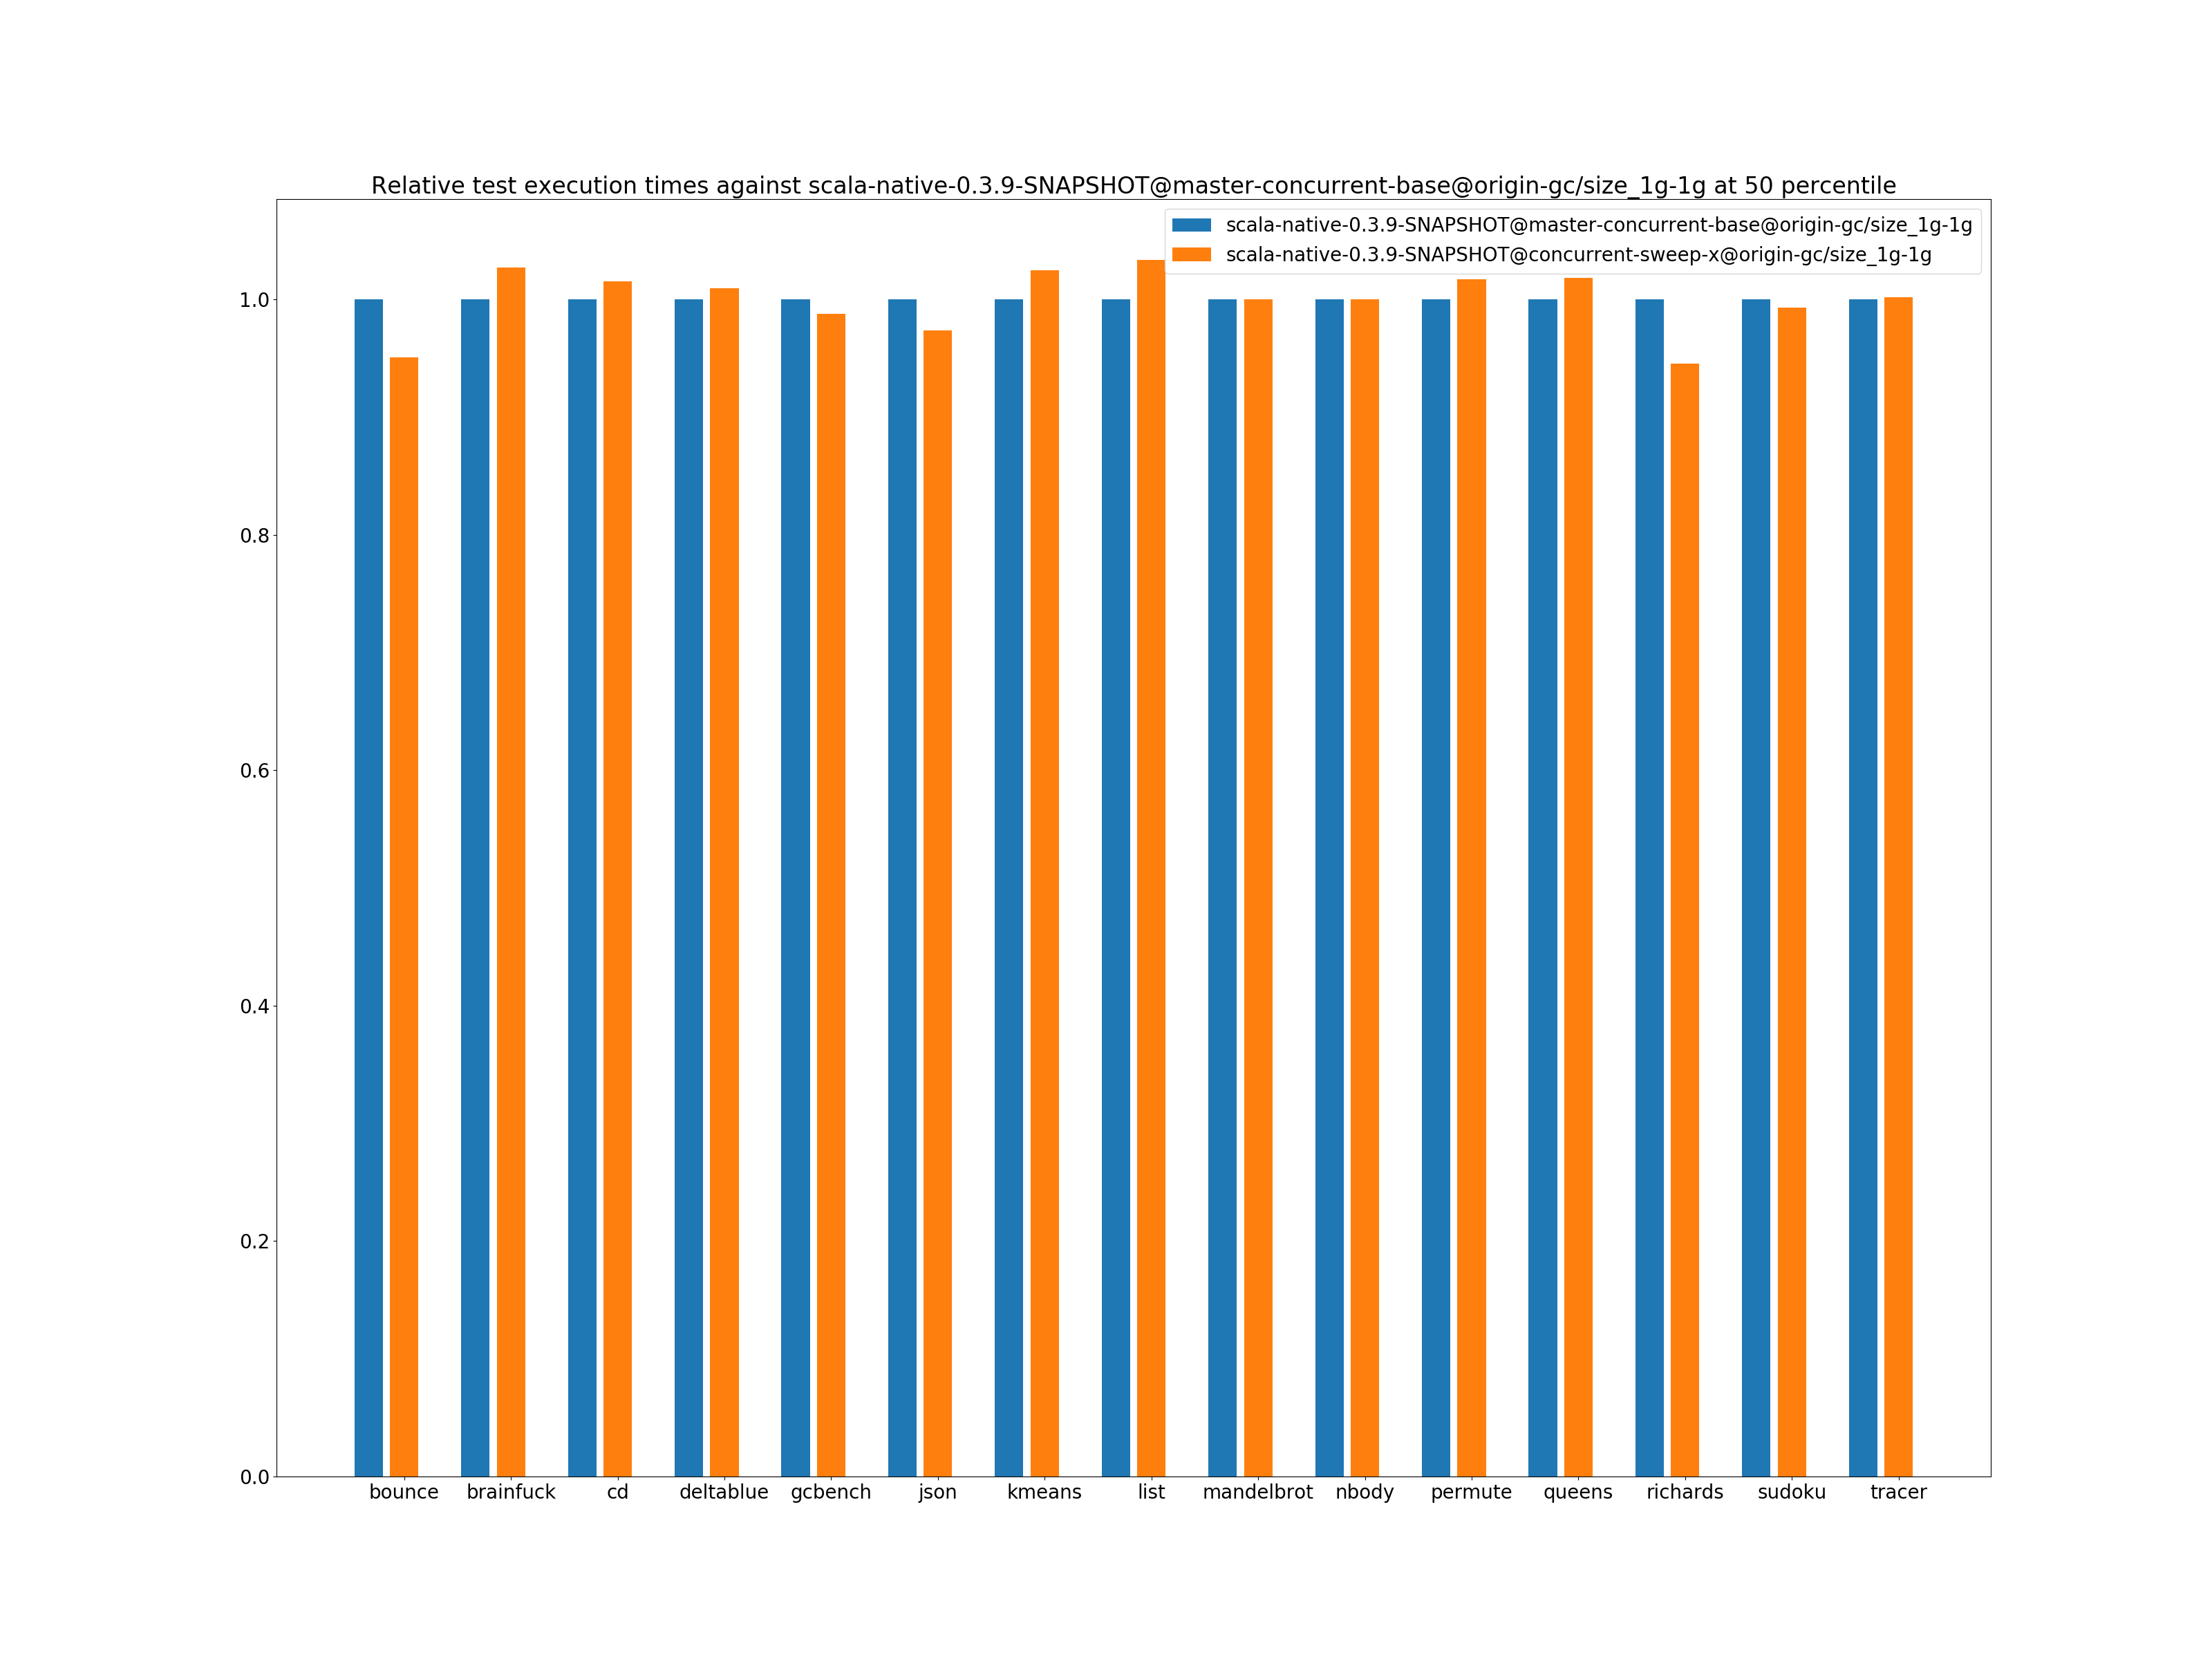 Relative test execution times against scala-native-0.3.9-SNAPSHOT@master-concurrent-base@origin-gc/size_1g-1g at 50 percentile
scala-native-0.3.9-SNAPSHOT@master-concurrent-base@origin-gc/size_1g-1g
scala-native-0.3.9-SNAPSHOT@concurrent-sweep-x@origin-gc/size_1g-1g
1.0
0.8
0.6
0.4
0.2
0.0
bounce brainfuck cd deltablue gcbench json kmeans list mandelbrot nbody permute queens richards sudoku tracer